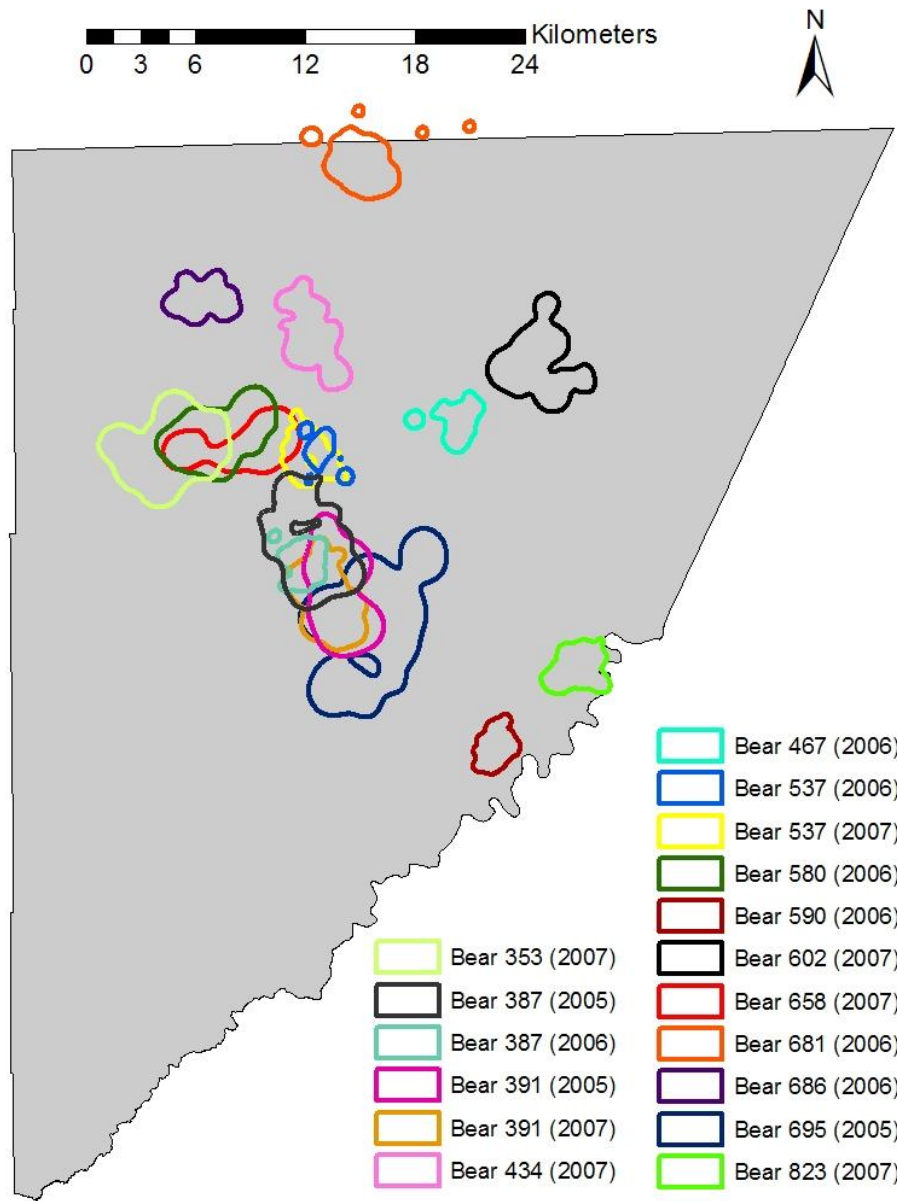 N
Kilometers
0 3 6 12 18 24
Bear 467 (2006)
Bear 537 (2006)
Bear 537 (2007)
Bear 580 (2006)
Bear 590 (2006)
Bear 602 (2007)
Bear 658 (2007)
Bear 681 (2006)
Bear 686 (2006)
Bear 695 (2005)
Bear 823 (2007)
Bear 353 (2007)
Bear 387 (2005)
Bear 387 (2006)
Bear 391 (2005)
Bear 391 (2007)
Bear 434 (2007)